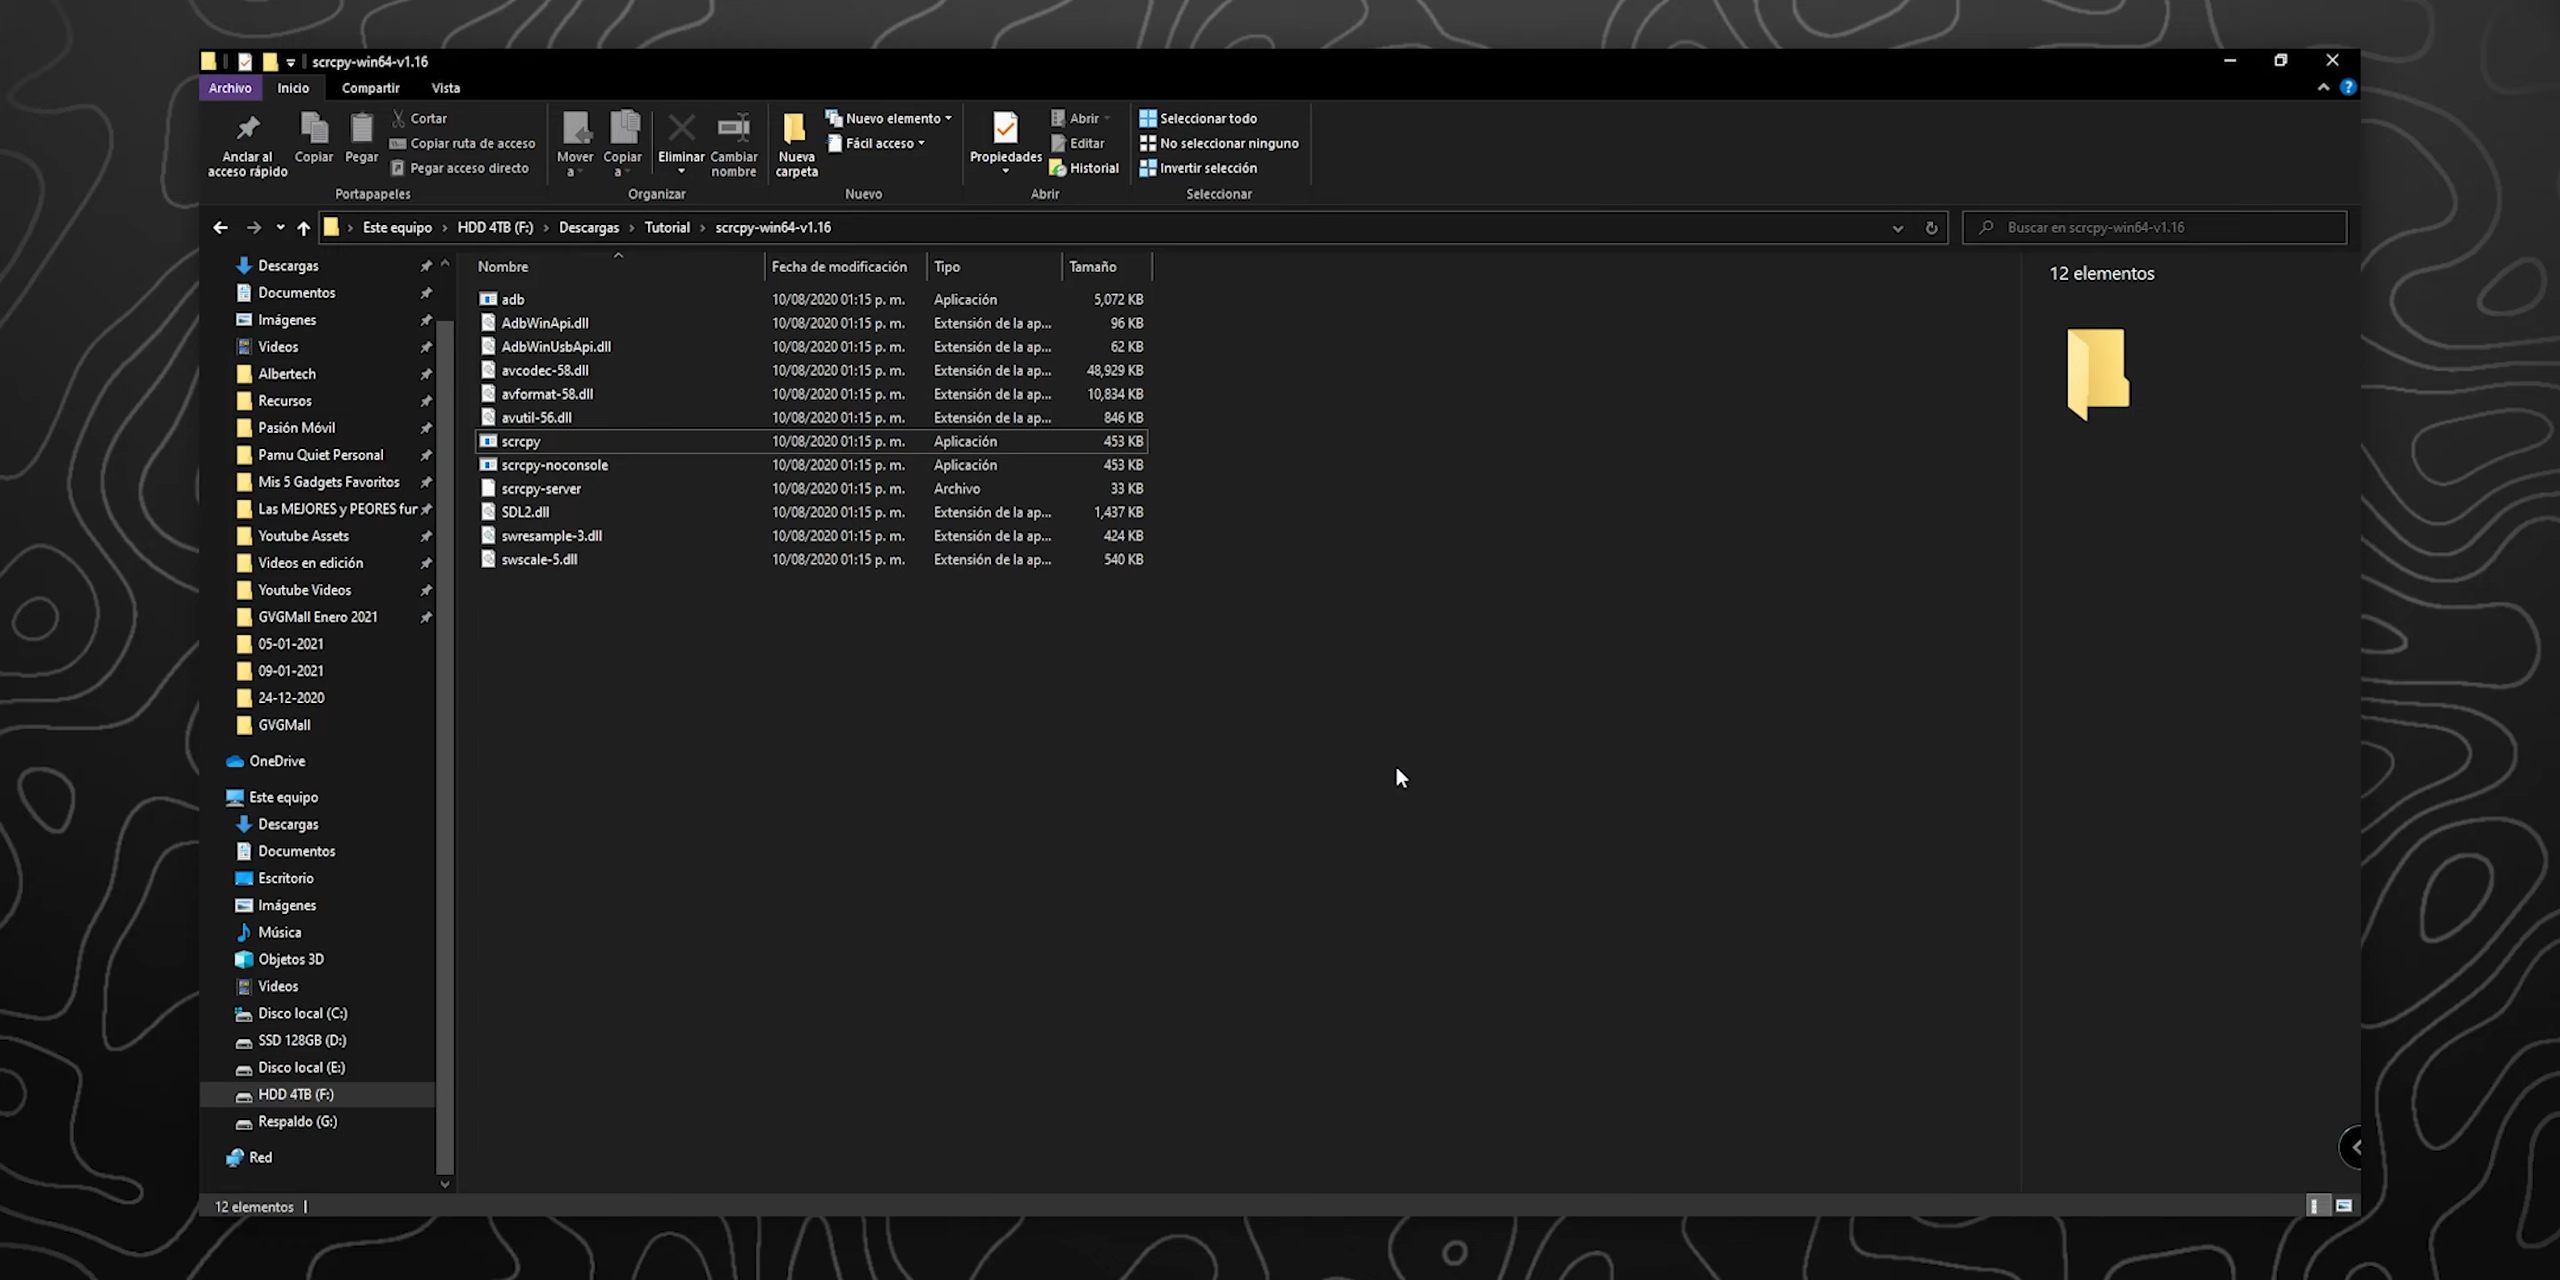 scrcpy-win64-v1.16
Archivo Inicio Compartir Vista
Anclar al acceso rápido
Copiar
Pegar
Cortar
Copiar ruta de acceso
Pegar acceso directo
Portapapeles
Mover a
Copiar a
Eliminar
Cambiar nombre
Organizar
Nueva carpeta
Nuevo elemento
Fácil acceso
Nuevo
Propiedades
Abrir
Editar
Historial
Abrir
Seleccionar todo
No seleccionar ninguno
Invertir selección
Seleccionar
Este equipo › HDD 4TB (F:) › Descargas › Tutorial › scrcpy-win64-v1.16
Buscar en scrcpy-win64-v1.16
Descargas
Documentos
Imágenes
Videos
Albertech
Recursos
Pasión Móvil
Pamu Quiet Personal
Mis 5 Gadgets Favoritos
Las MEJORES y PEORES fur
Youtube Assets
Videos en edición
Youtube Videos
GVGMall Enero 2021
05-01-2021
09-01-2021
24-12-2020
GVGMall
OneDrive
Este equipo
Descargas
Documentos
Escritorio
Imágenes
Música
Objetos 3D
Videos
Disco local (C:)
SSD 128GB (D:)
Disco local (E:)
HDD 4TB (F:)
Respaldo (G:)
Red
Nombre Fecha de modificación Tipo Tamaño
adb 10/08/2020 01:15 p. m. Aplicación 5,072 KB
AdbWinApi.dll 10/08/2020 01:15 p. m. Extensión de la ap... 96 KB
AdbWinUsbApi.dll 10/08/2020 01:15 p. m. Extensión de la ap... 62 KB
avcodec-58.dll 10/08/2020 01:15 p. m. Extensión de la ap... 48,929 KB
avformat-58.dll 10/08/2020 01:15 p. m. Extensión de la ap... 10,834 KB
avutil-56.dll 10/08/2020 01:15 p. m. Extensión de la ap... 846 KB
scrcpy 10/08/2020 01:15 p. m. Aplicación 453 KB
scrcpy-noconsole 10/08/2020 01:15 p. m. Aplicación 453 KB
scrcpy-server 10/08/2020 01:15 p. m. Archivo 33 KB
SDL2.dll 10/08/2020 01:15 p. m. Extensión de la ap... 1,437 KB
swresample-3.dll 10/08/2020 01:15 p. m. Extensión de la ap... 424 KB
swscale-5.dll 10/08/2020 01:15 p. m. Extensión de la ap... 540 KB
12 elementos
12 elementos